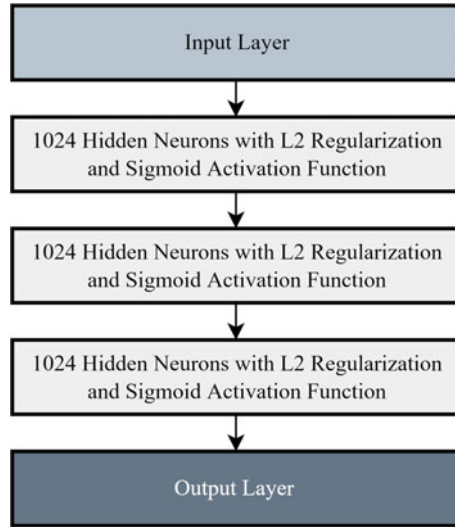 Input Layer
1024 Hidden Neurons with L2 Regularization
and Sigmoid Activation Function
1024 Hidden Neurons with L2 Regularization
and Sigmoid Activation Function
1024 Hidden Neurons with L2 Regularization
and Sigmoid Activation Function
Output Layer